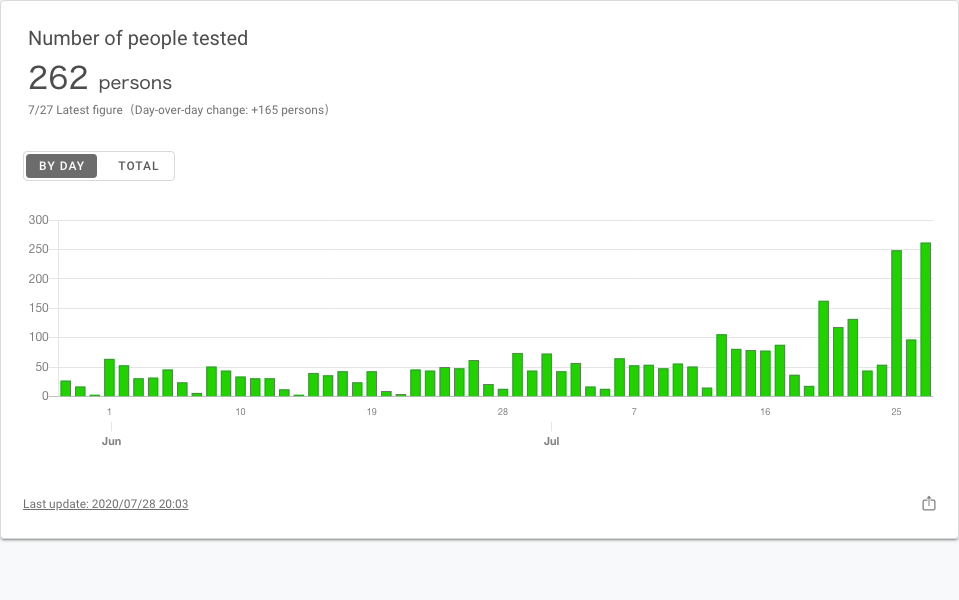 Number of people tested
262 persons
7/27 Latest figure（Day-over-day change: +165 persons）
BY DAY TOTAL
300
250
200
150
100
50
0
1 10 19 28 7 16 25
Jun Jul
Last update: 2020/07/28 20:03